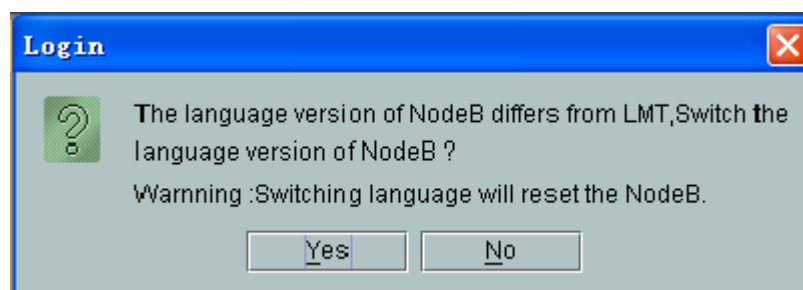 Login
The language version of NodeB differs from LMT,Switch the
language version of NodeB ?
Warnning :Switching language will reset the NodeB.
Yes No